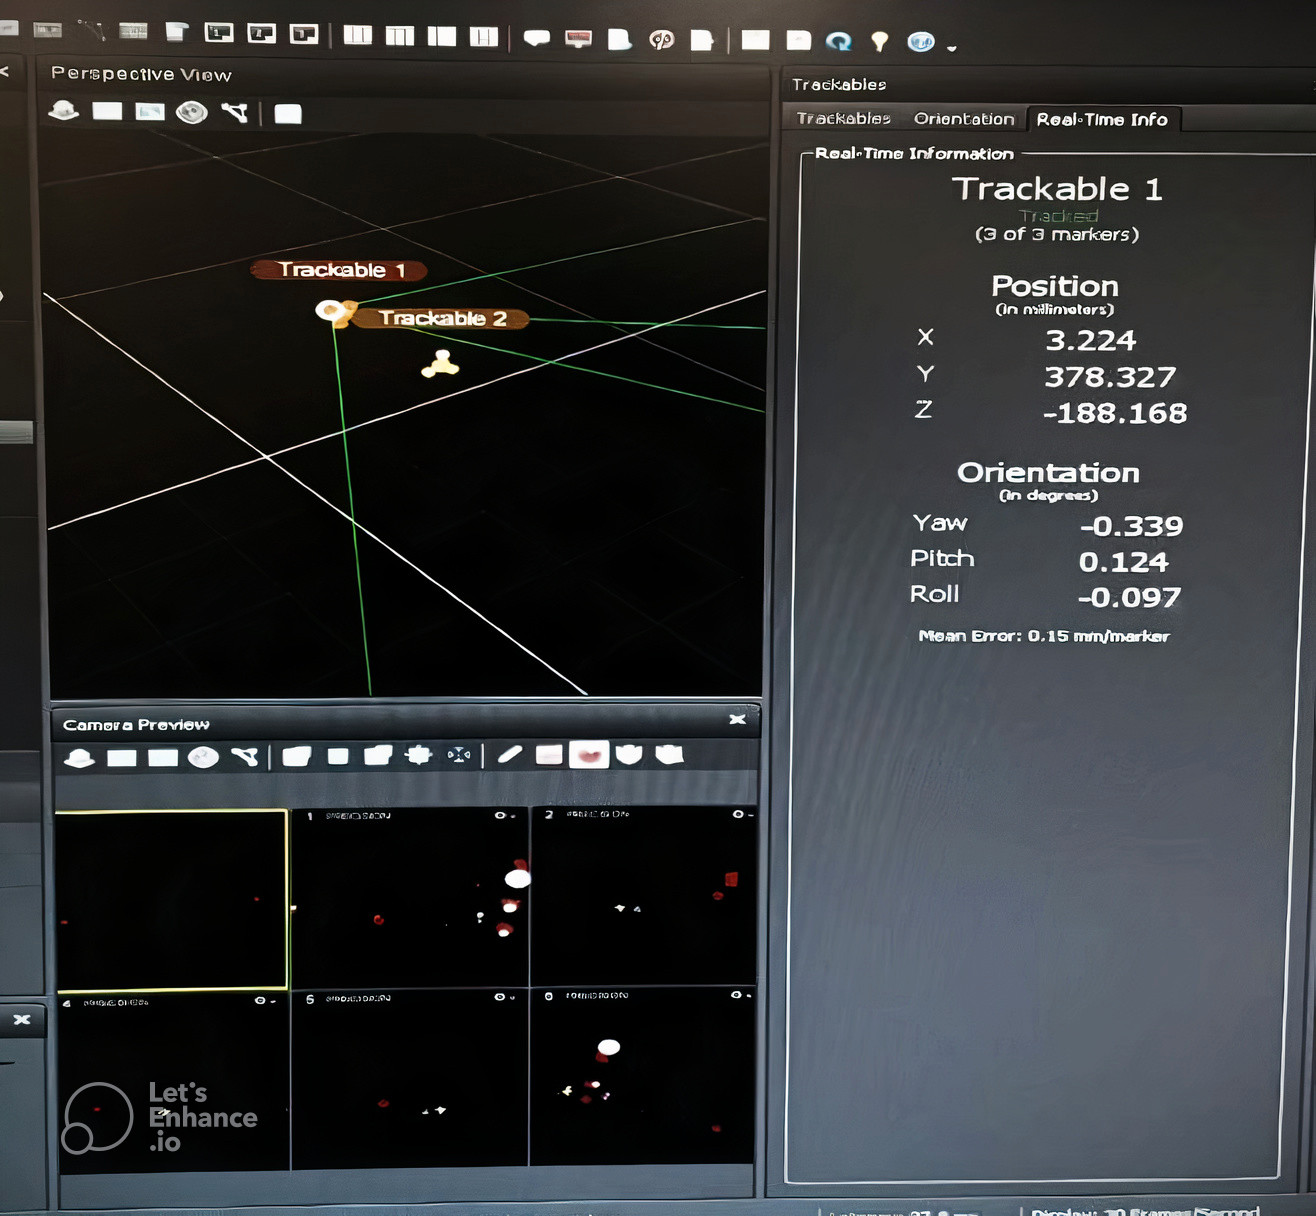 Perspective View
Trackable 1
Trackable 2
Camera Preview
1
2
4
5
6
Let's
Enhance
.io
Trackables
Trackables Orientation Real-Time Info
Real-Time Information
Trackable 1
Tracked
(3 of 3 markers)
Position
(in millimeters)
X 3.224
Y 378.327
Z -188.168
Orientation
(in degrees)
Yaw -0.339
Pitch 0.124
Roll -0.097
Mean Error: 0.15 mm/marker
Frames/Second